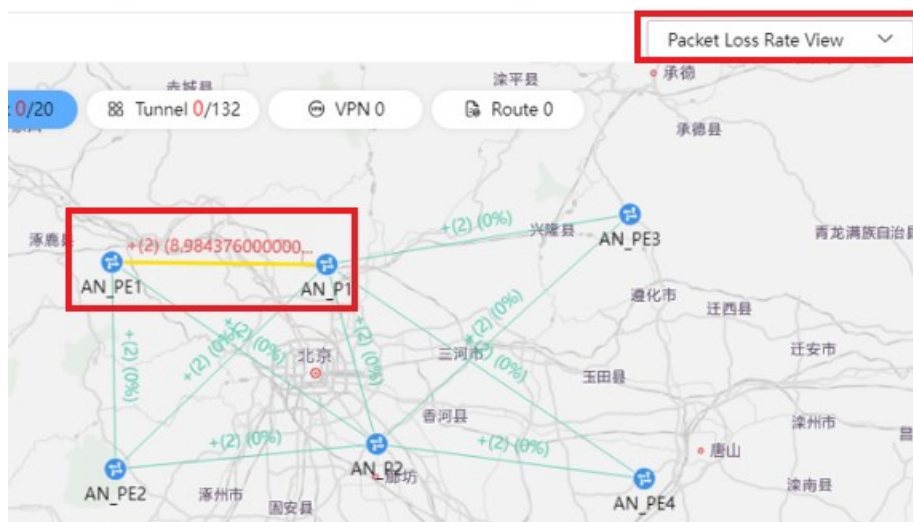 Packet Loss Rate View
赤城县
滦平县
承德
0/20
Tunnel 0/132
VPN 0
Route 0
承德县
涿鹿县
+(2) (8.984376000000...
+(2) (0%)
兴隆县
AN_PE3
青龙满族自治县
AN_PE1
AN_P1
遵化市
迁西县
+(2) (0%)
+(2) (0%)
+(2) (0%)
+(2) (0%)
+(2) (0%)
北京
三河市
迁安市
玉田县
香河县
滦州市
昌
+(2) (0%)
+(2) (0%)
唐山
AN_P2
廊坊
AN_PE2
涿州市
固安县
AN_PE4
滦南县